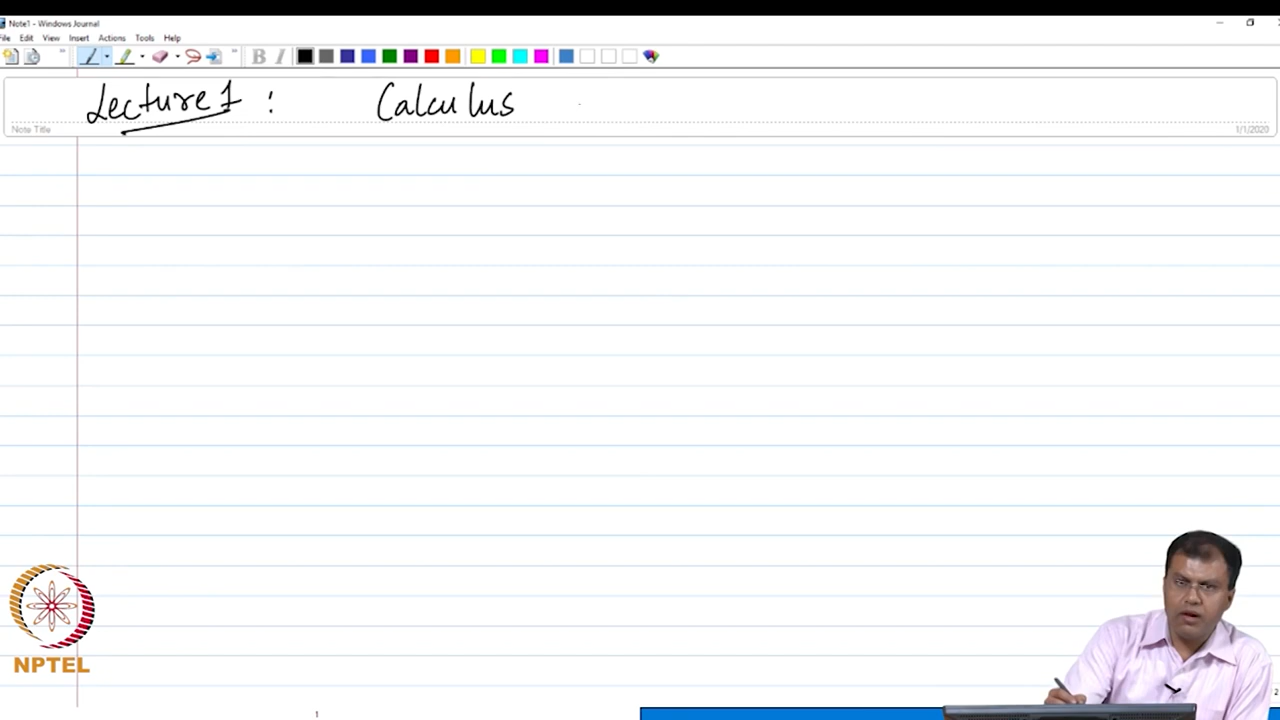 Note1 - Windows Journal
File Edit View Insert Actions Tools Help
B I
Lecture 1 : Calculus
Note Title
1/1/2020
NPTEL
2
1